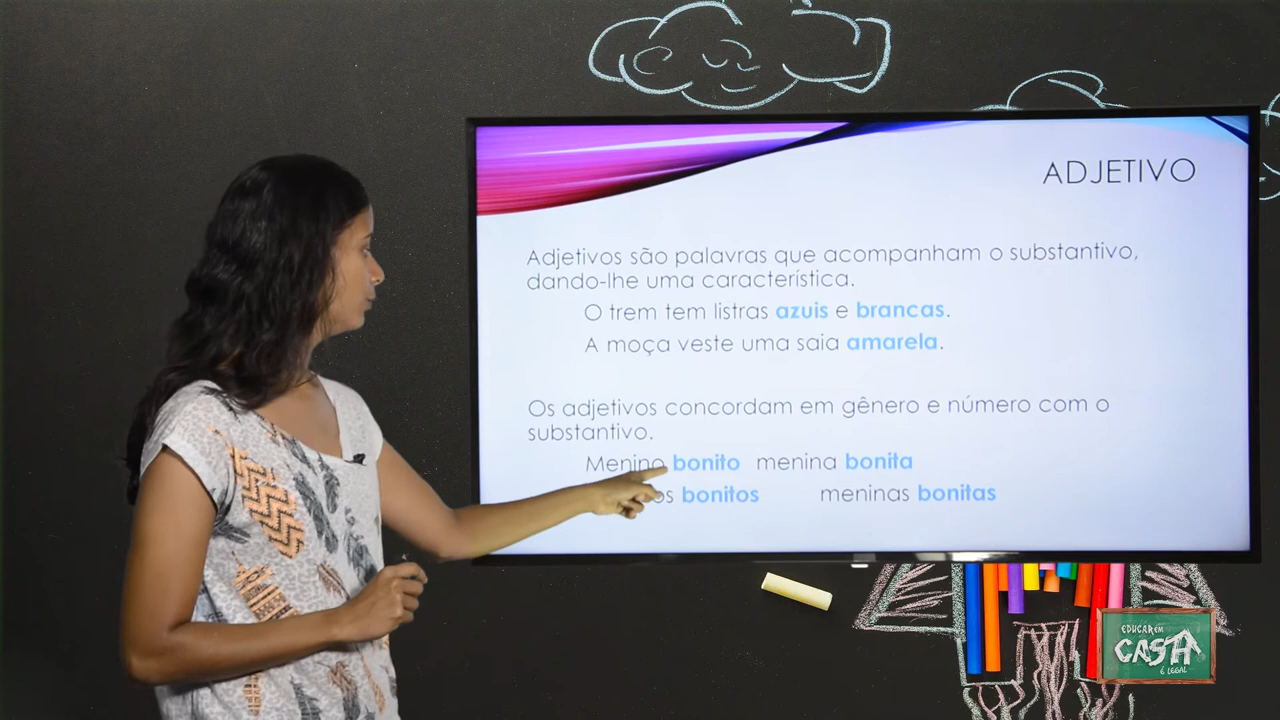 ADJETIVO
Adjetivos são palavras que acompanham o substantivo,
dando-lhe uma característica.
O trem tem listras azuis e brancas.
A moça veste uma saia amarela.
Os adjetivos concordam em gênero e número com o
substantivo.
Menino bonito menina bonita
os bonitos meninas bonitas
EDUCAR EM
CASA
É LEGAL